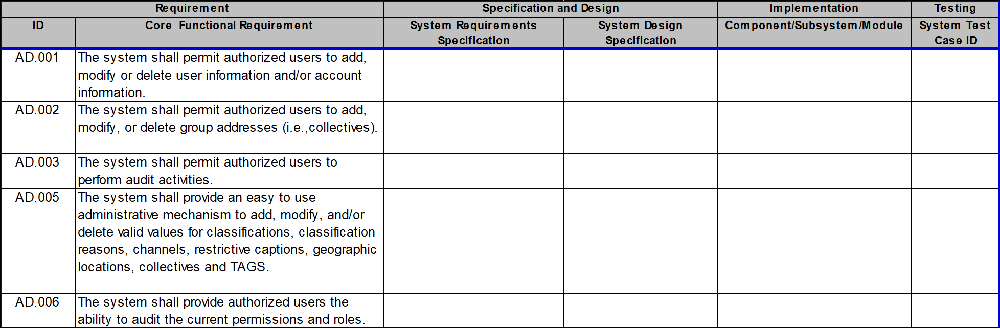 Requirement Specification and Design Implementation Testing
ID Core Functional Requirement System Requirements Specification System Design Specification Component/Subsystem/Module System Test Case ID
AD.001 The system shall permit authorized users to add,
modify or delete user information and/or account
information.
AD.002 The system shall permit authorized users to add,
modify, or delete group addresses (i.e.,collectives).
AD.003 The system shall permit authorized users to
perform audit activities.
AD.005 The system shall provide an easy to use
administrative mechanism to add, modify, and/or
delete valid values for classifications, classification
reasons, channels, restrictive captions, geographic
locations, collectives and TAGS.
AD.006 The system shall provide authorized users the
ability to audit the current permissions and roles.